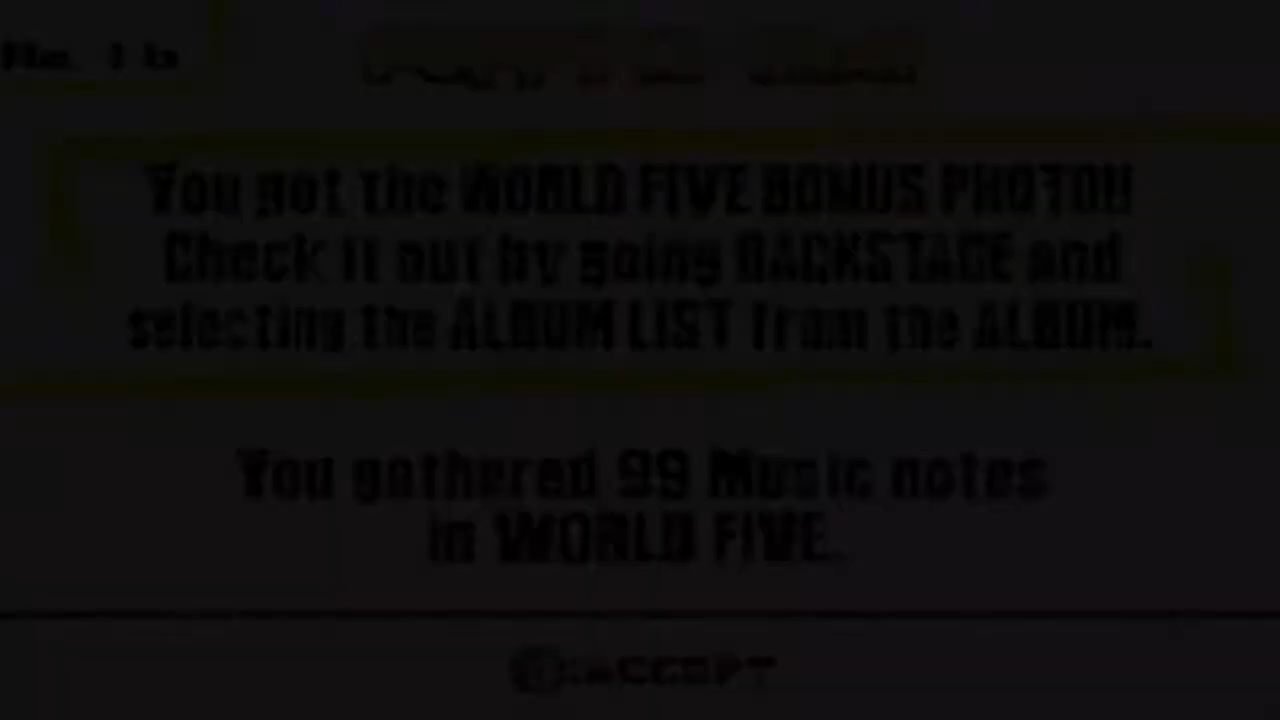 You got the WORLD FIVE BONUS PHOTO!!
Check it out by going BACKSTAGE and
selecting the ALBUM LIST from the ALBUM.
You gathered 99 Music notes
in WORLD FIVE.
:ACCEPT